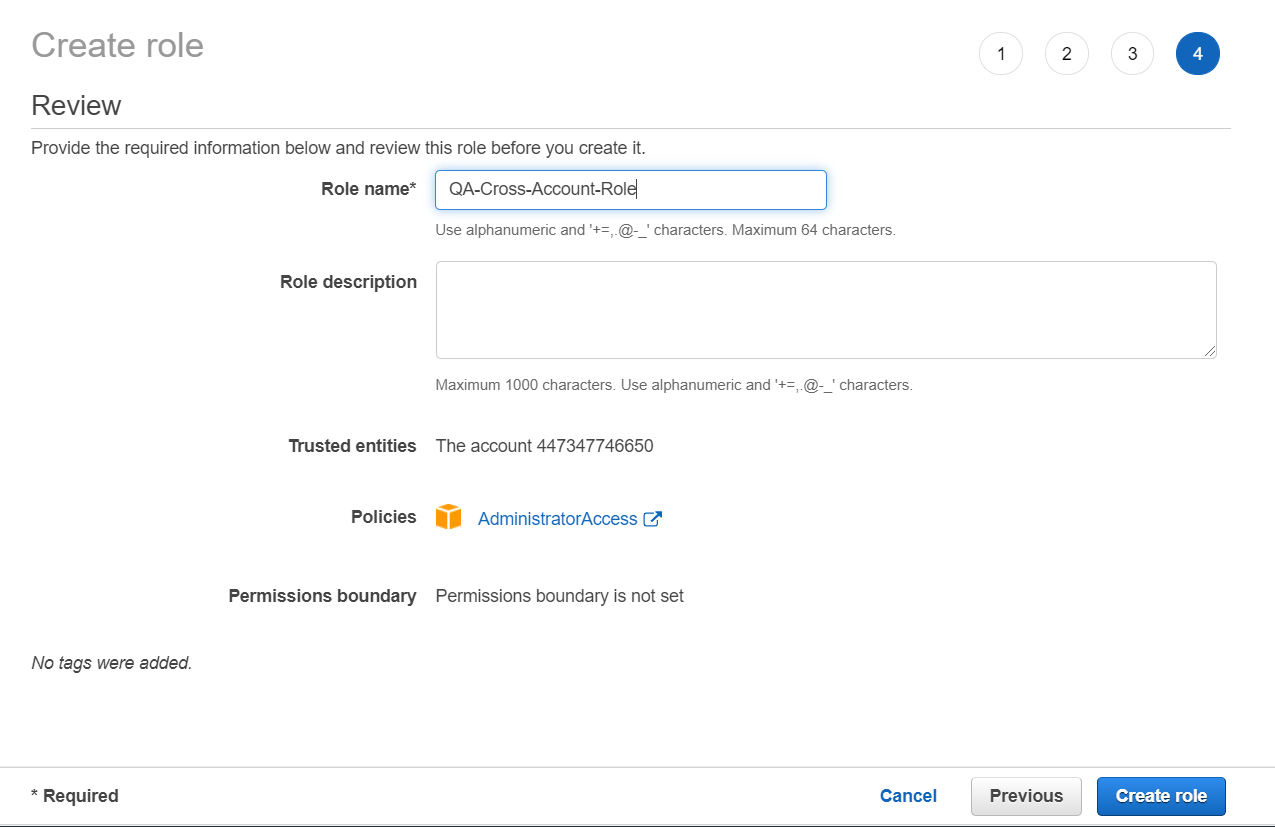 Create role
1 2 3 4
Review
Provide the required information below and review this role before you create it.
Role name* QA-Cross-Account-Role
Use alphanumeric and '+=,.@-_' characters. Maximum 64 characters.
Role description
Maximum 1000 characters. Use alphanumeric and '+=,.@-_' characters.
Trusted entities The account 447347746650
Policies AdministratorAccess
Permissions boundary Permissions boundary is not set
No tags were added.
* Required Cancel Previous Create role